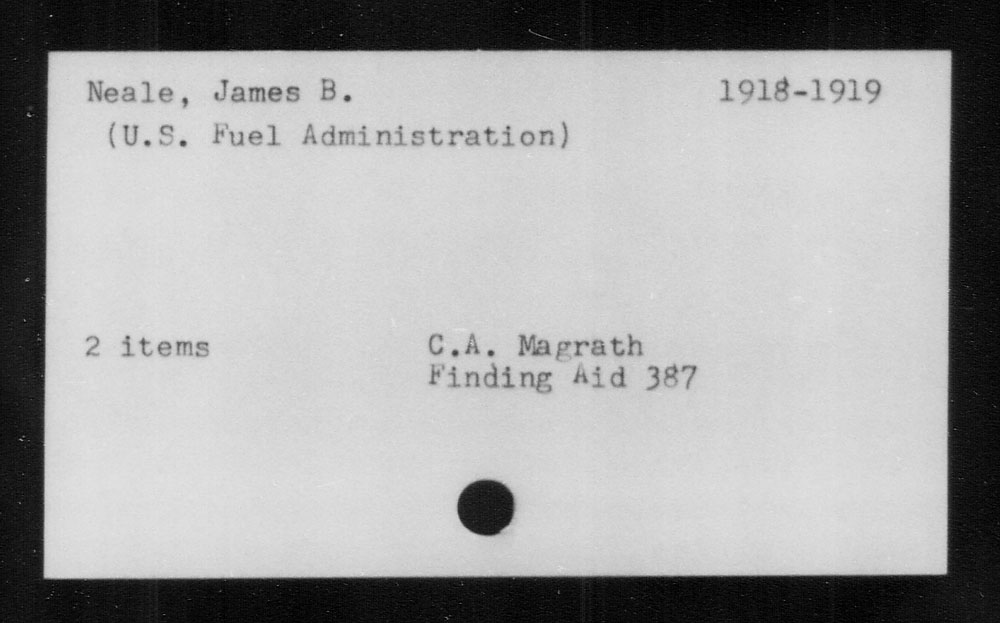 Neale, James B. 1918-1919
(U.S. Fuel Administration)
2 items C.A. Magrath
Finding Aid 387